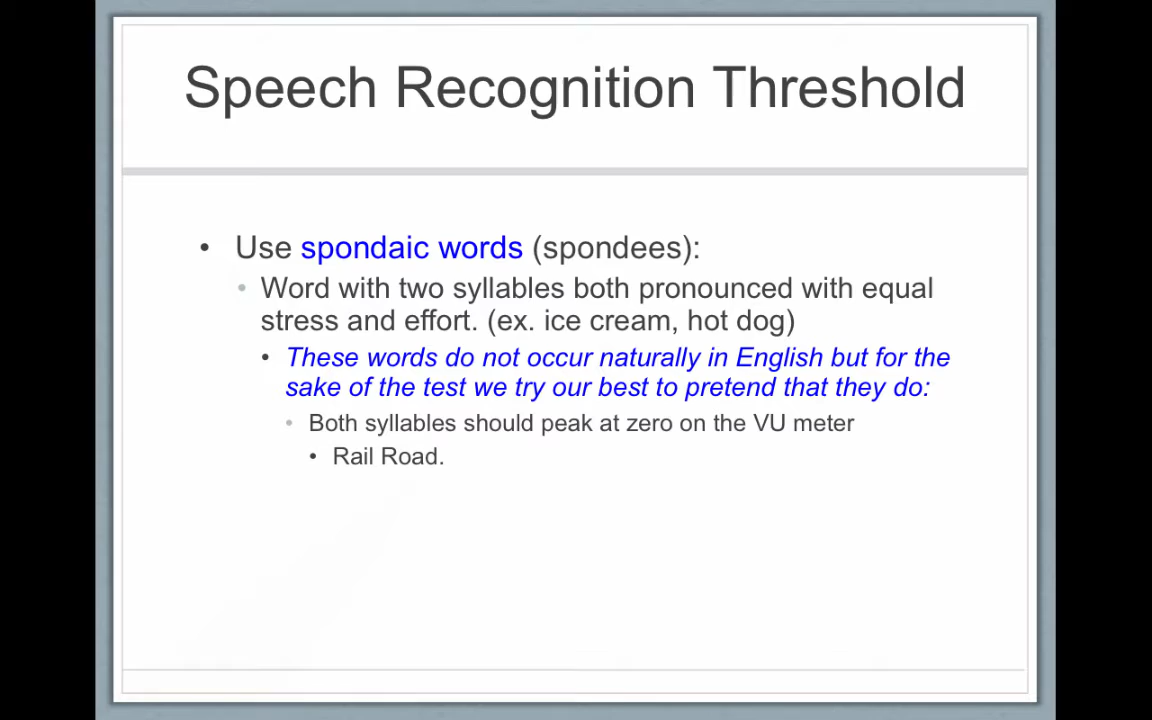 Speech Recognition Threshold
• Use spondaic words (spondees):
• Word with two syllables both pronounced with equal
stress and effort. (ex. ice cream, hot dog)
• These words do not occur naturally in English but for the
sake of the test we try our best to pretend that they do:
• Both syllables should peak at zero on the VU meter
• Rail Road.